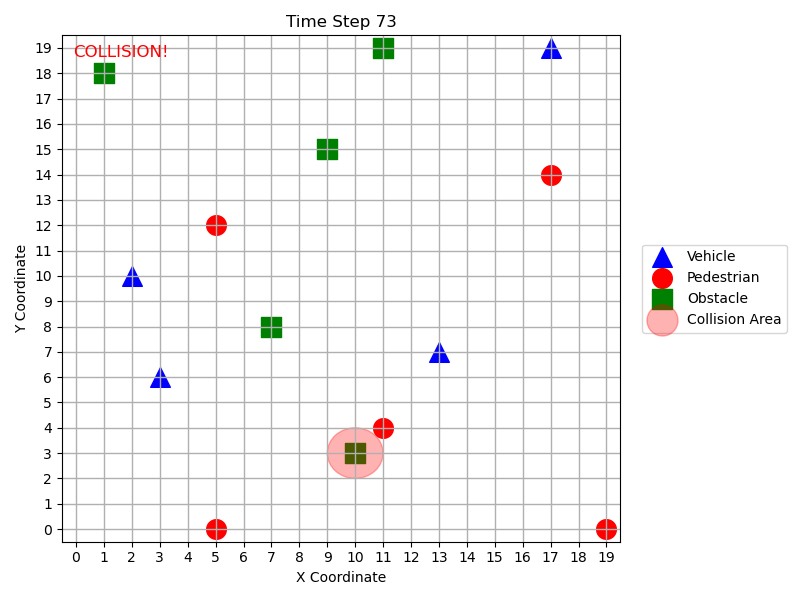 Time Step 73
COLLISION!
Y Coordinate
19
18
17
16
15
14
13
12
11
10
9
8
7
6
5
4
3
2
1
0
0 1 2 3 4 5 6 7 8 9 10 11 12 13 14 15 16 17 18 19
X Coordinate
Vehicle
Pedestrian
Obstacle
Collision Area